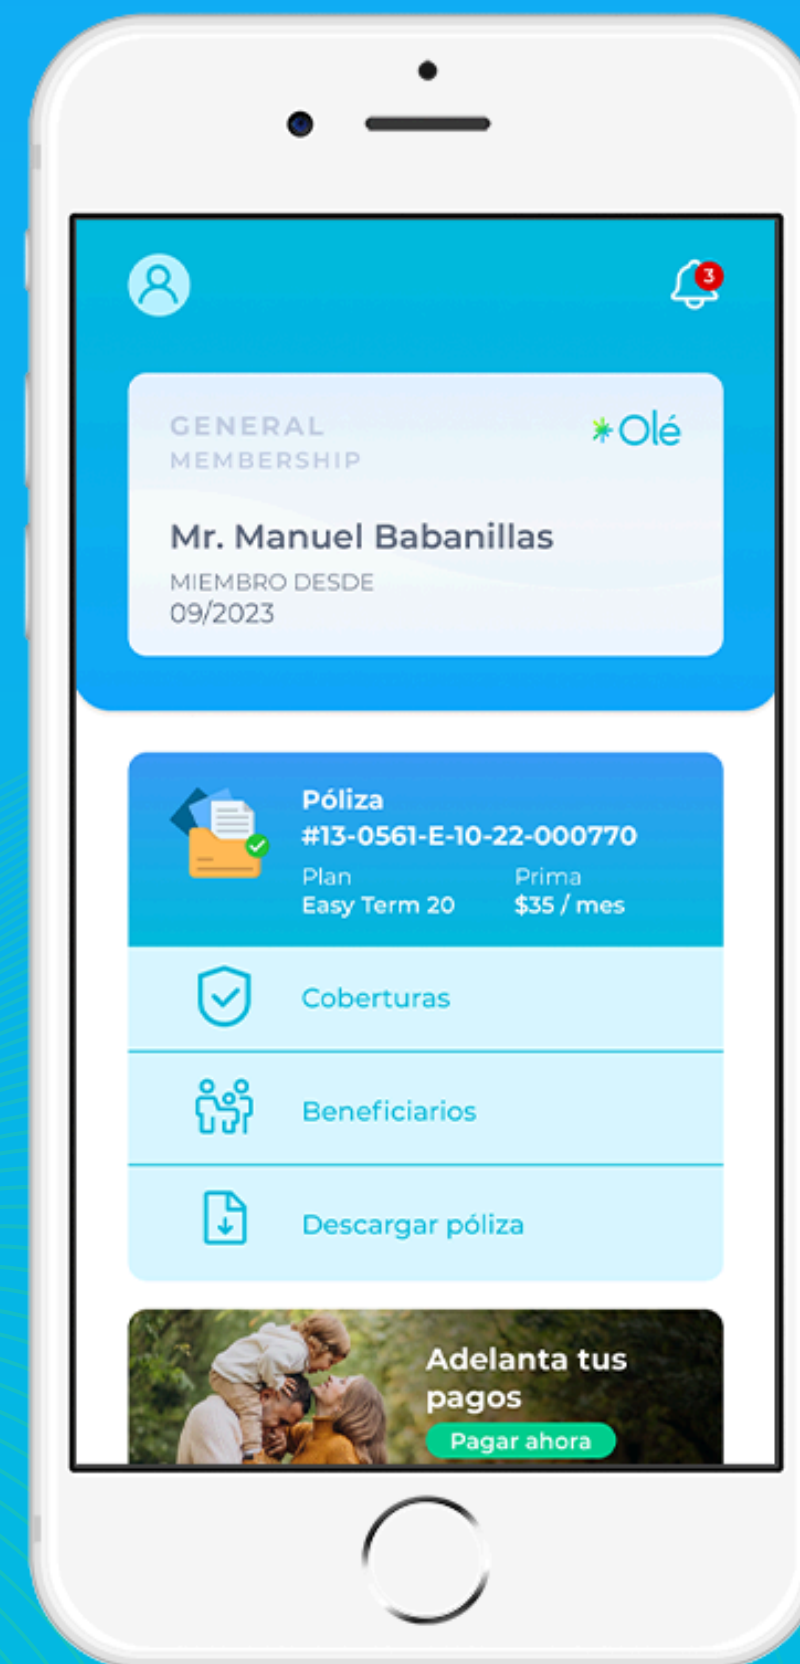 3
GENERAL
MEMBERSHIP
Olé
Mr. Manuel Babanillas
MIEMBRO DESDE
09/2023
Póliza
#13-0561-E-10-22-000770
Plan
Prima
Easy Term 20
$35 / mes
Coberturas
Beneficiarios
Descargar póliza
Adelanta tus
pagos
Pagar ahora